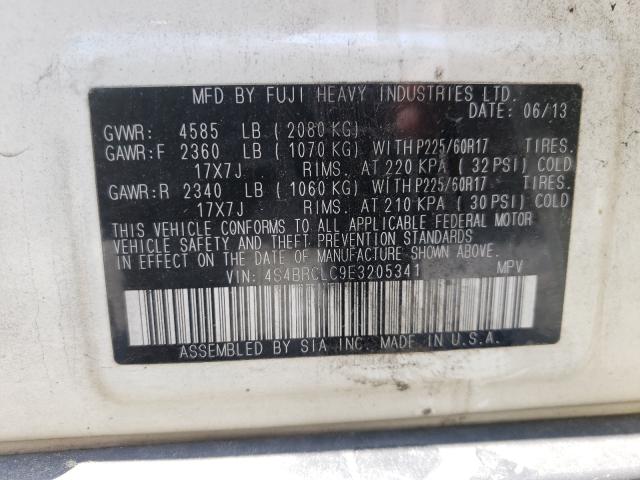 MFD BY FUJI HEAVY INDUSTRIES LTD.
DATE: 06/13
GVWR: 4585 LB (2080 KG)
GAWR:F 2360 LB (1070 KG) WITH P225/60R17 TIRES.
17X7J RIMS. AT 220 KPA (32 PSI) COLD
GAWR:R 2340 LB (1060 KG) WITH P225/60R17 TIRES.
17X7J RIMS. AT 210 KPA (30 PSI) COLD
THIS VEHICLE CONFORMS TO ALL APPLICABLE FEDERAL MOTOR
VEHICLE SAFETY AND THEFT PREVENTION STANDARDS
IN EFFECT ON THE DATE OF MANUFACTURE SHOWN ABOVE.
VIN: 4S4BRCLC9E3205341 MPV
ASSEMBLED BY SIA INC. MADE IN U.S.A.